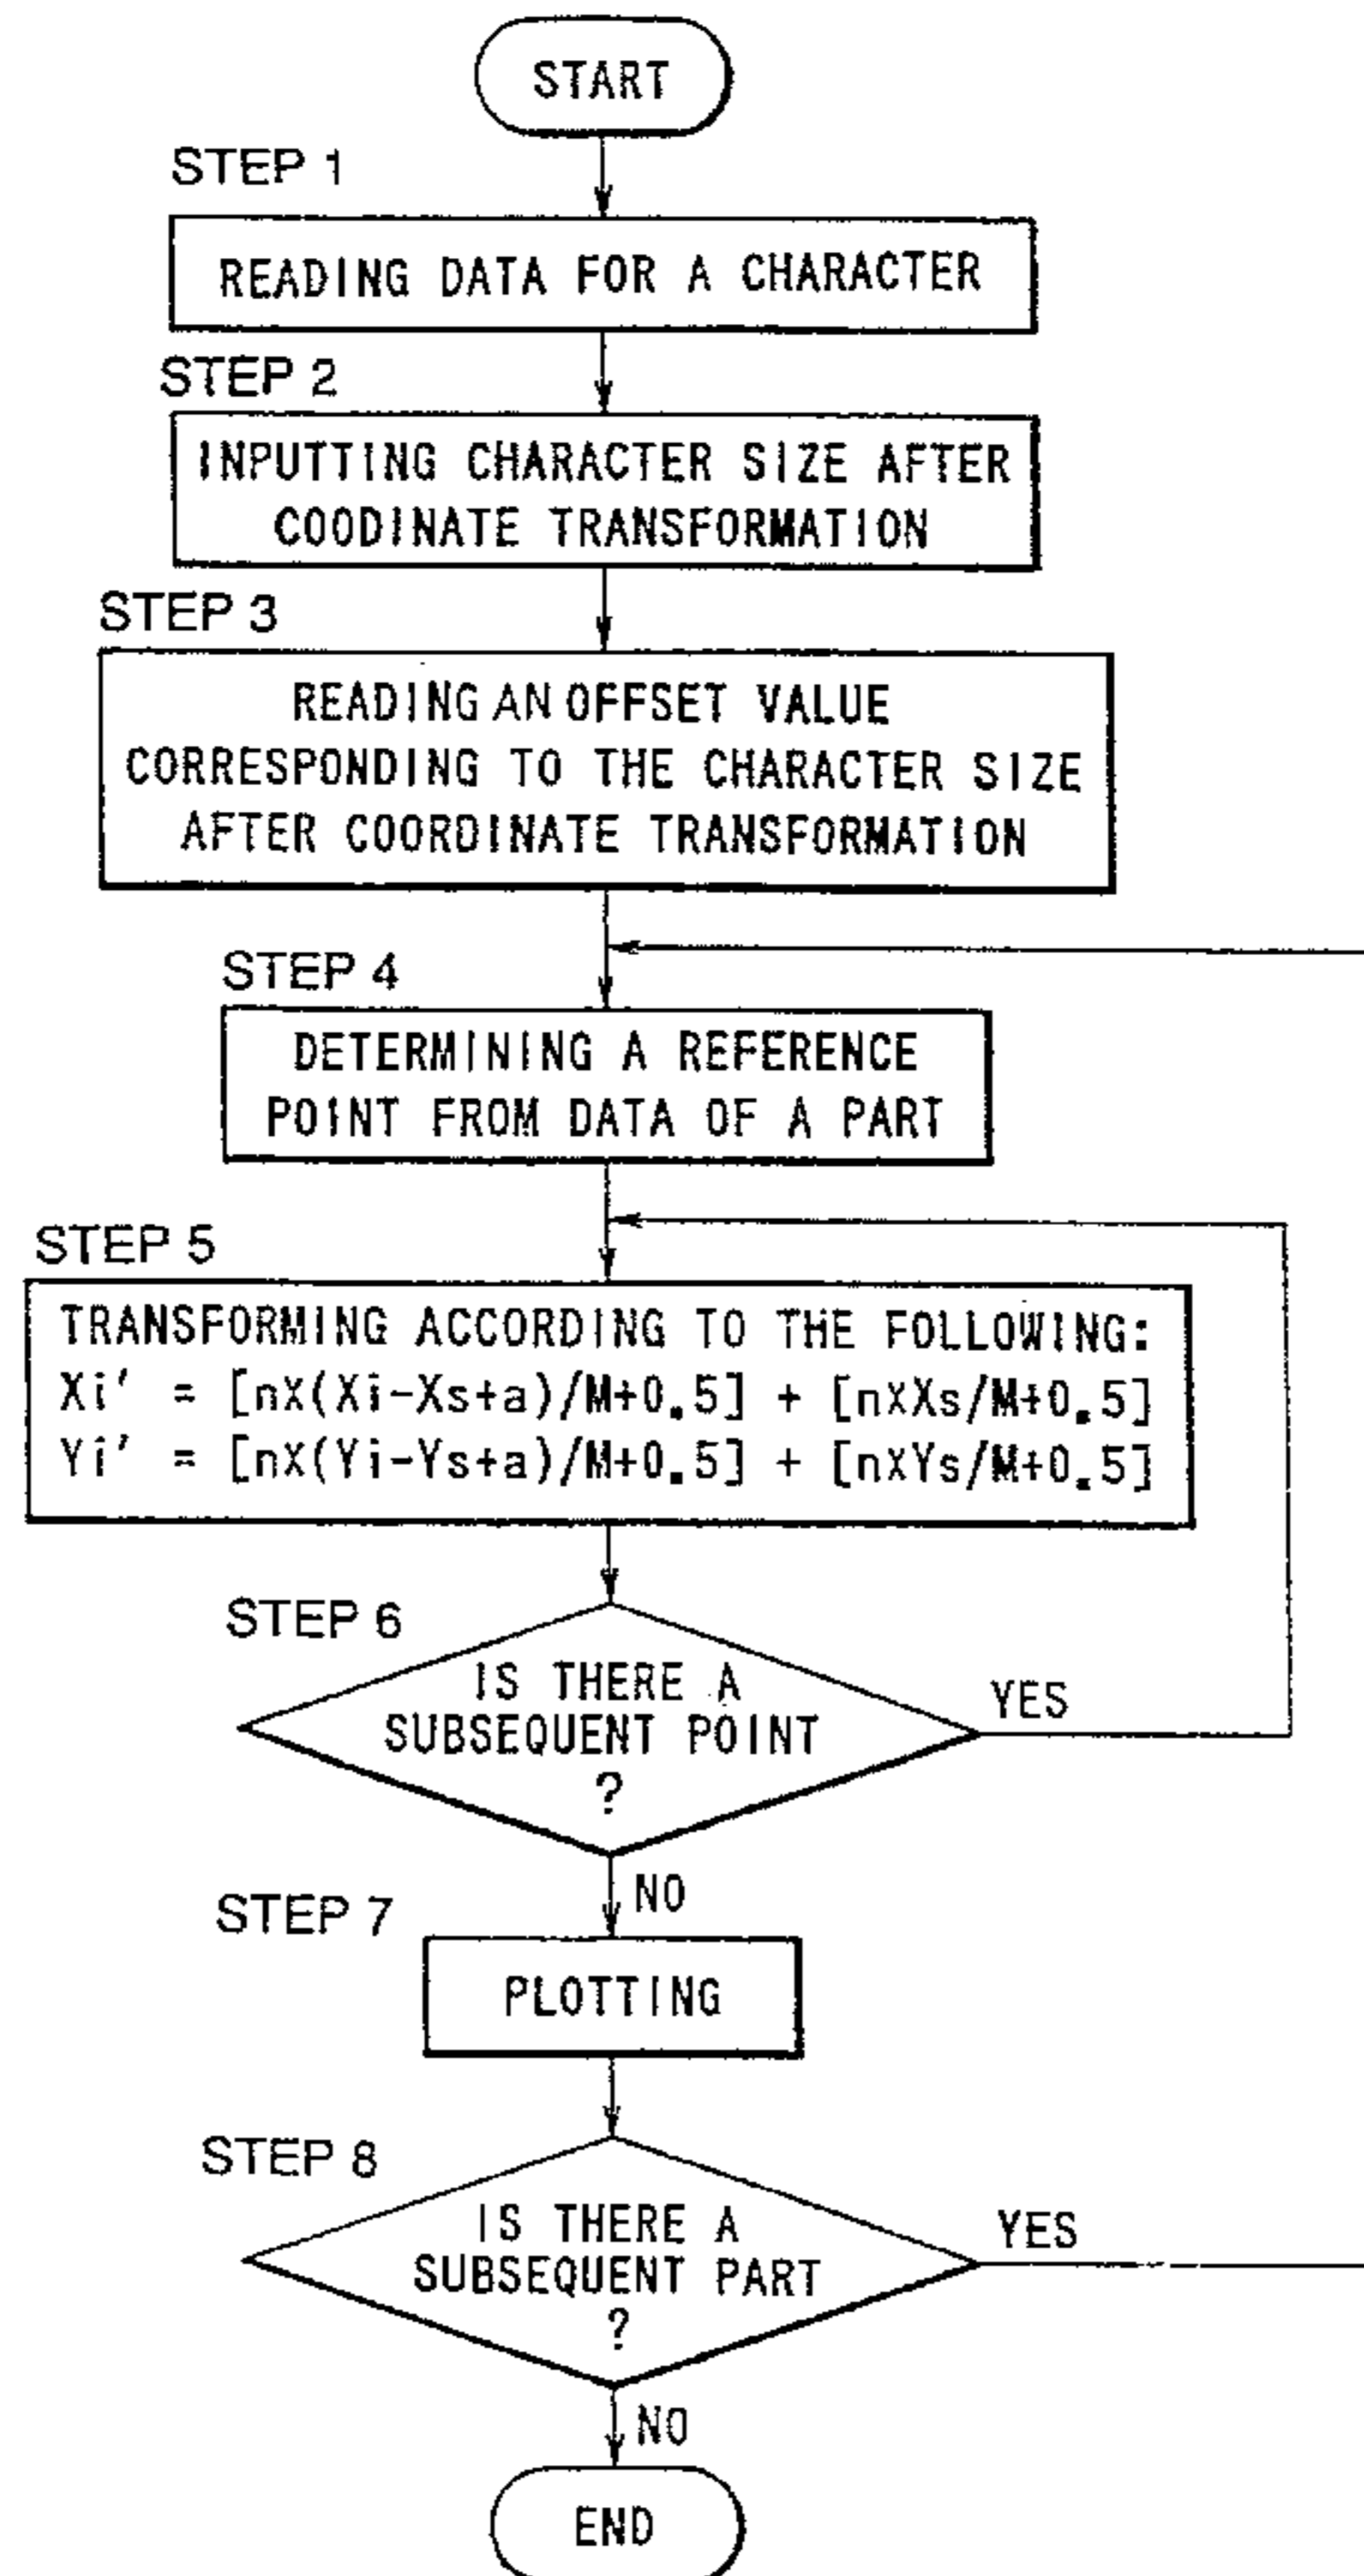 START
STEP 1
READING DATA FOR A CHARACTER
STEP 2
INPUTTING CHARACTER SIZE AFTER
COODINATE TRANSFORMATION
STEP 3
READING AN OFFSET VALUE
CORRESPONDING TO THE CHARACTER SIZE
AFTER COORDINATE TRANSFORMATION
STEP 4
DETERMINING A REFERENCE
POINT FROM DATA OF A PART
STEP 5
TRANSFORMING ACCORDING TO THE FOLLOWING:
Xi' = [n×(Xi-Xs+a)/M+0.5] + [n×Xs/M+0.5]
Yi' = [n×(Yi-Ys+a)/M+0.5] + [n×Ys/M+0.5]
STEP 6
IS THERE A
SUBSEQUENT POINT
?
YES
NO
STEP 7
PLOTTING
STEP 8
IS THERE A
SUBSEQUENT PART
?
YES
NO
END